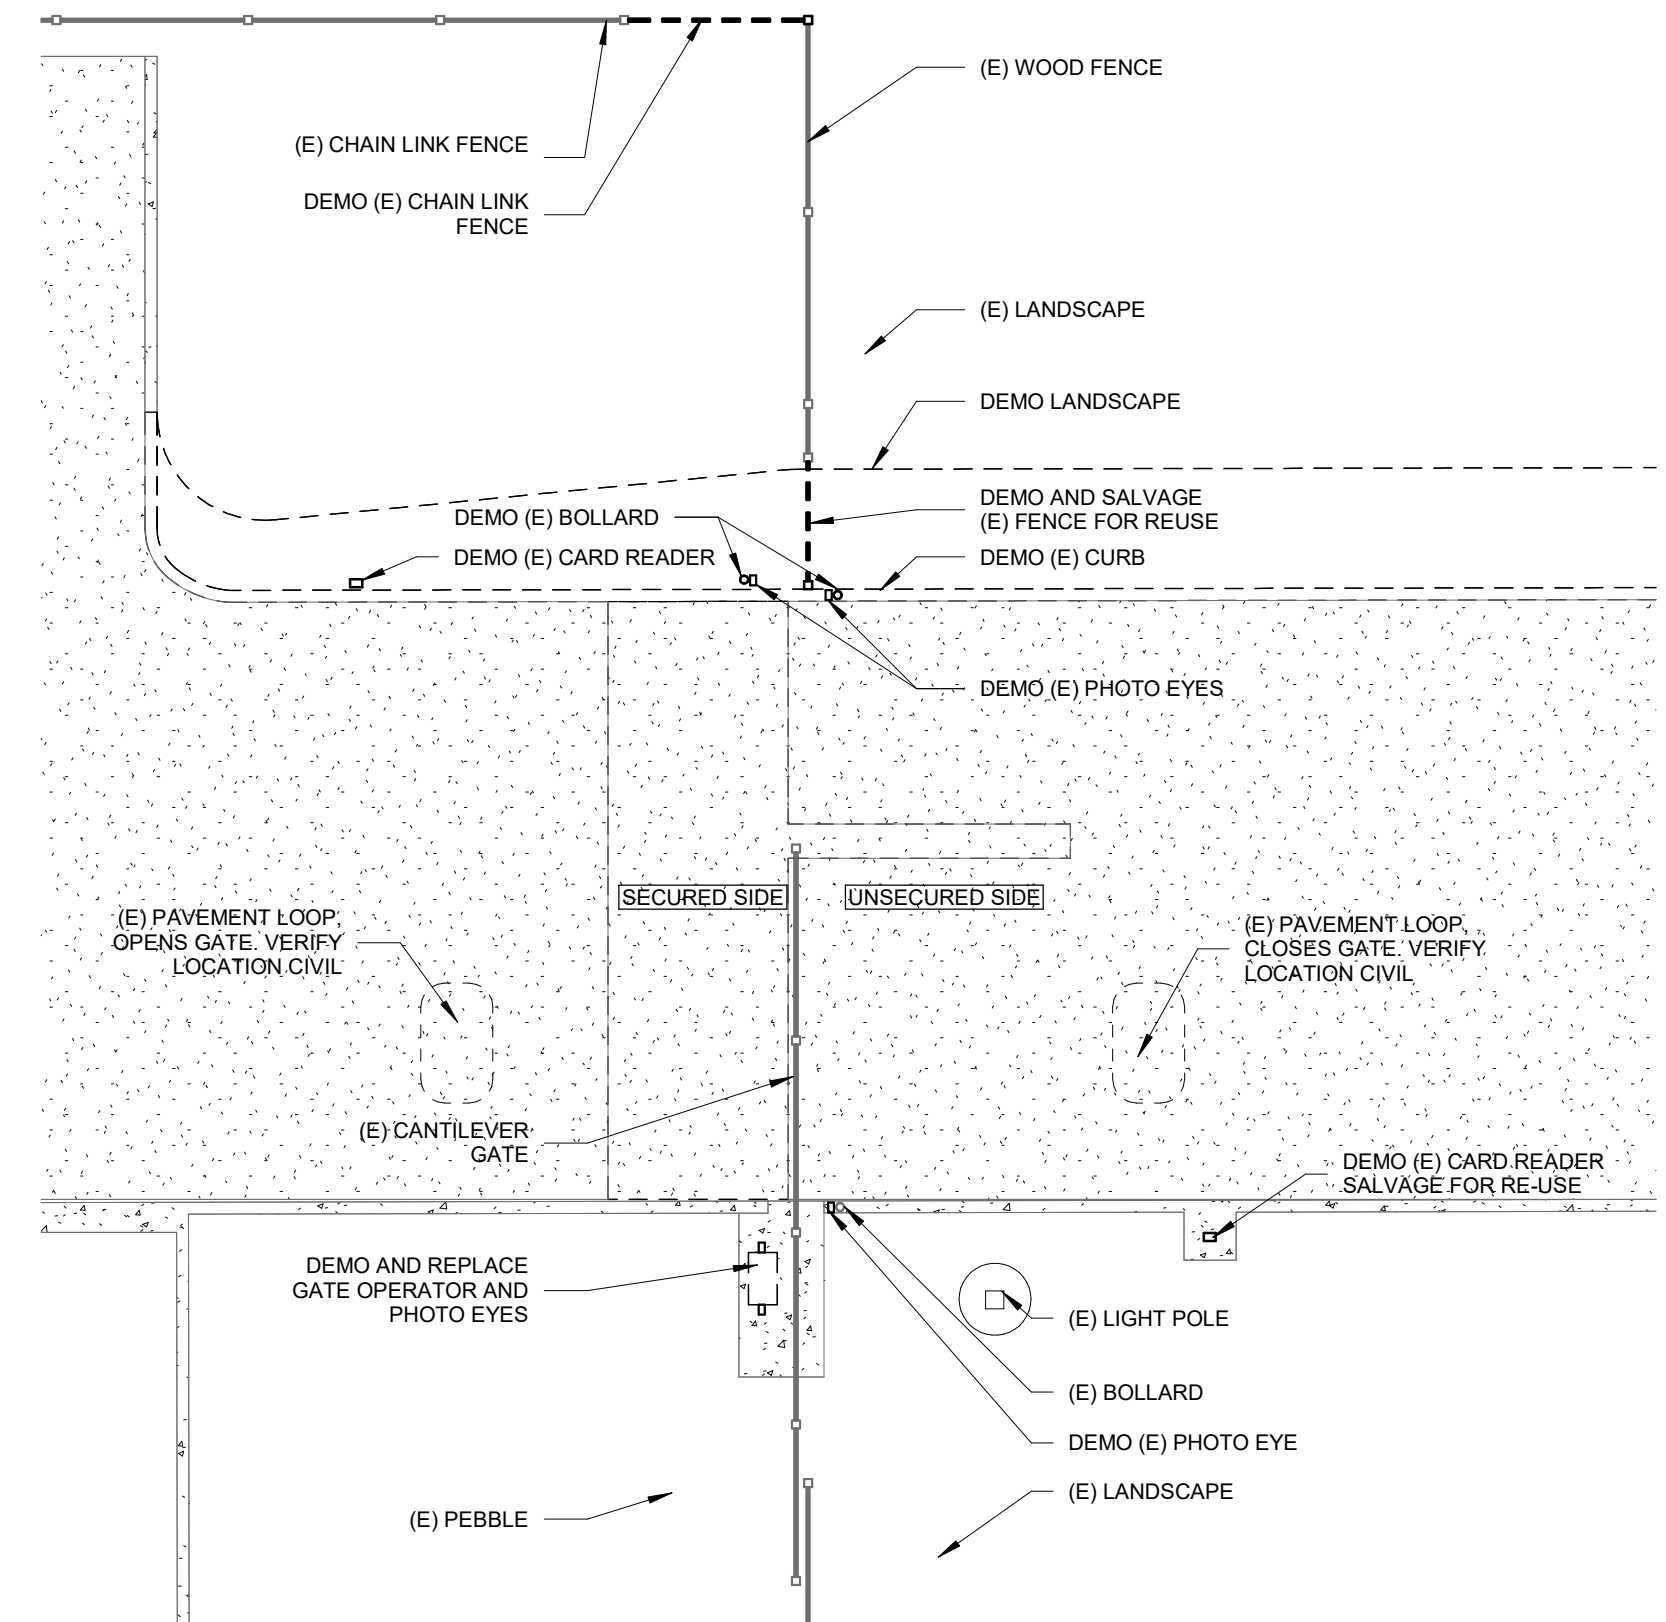 (E) WOOD FENCE
(E) CHAIN LINK FENCE
DEMO (E) CHAIN LINK
FENCE
(E) LANDSCAPE
DEMO LANDSCAPE
DEMO AND SALVAGE
(E) FENCE FOR REUSE
DEMO (E) BOLLARD
DEMO (E) CARD READER
DEMO (E) CURB
DEMO (E) PHOTO EYES
SECURED SIDE
UNSECURED SIDE
(E) PAVEMENT LOOP,
OPENS GATE. VERIFY
LOCATION CIVIL
(E) PAVEMENT LOOP,
CLOSES GATE. VERIFY
LOCATION CIVIL
(E) CANTILEVER
GATE
DEMO (E) CARD READER
SALVAGE FOR RE-USE
DEMO AND REPLACE
GATE OPERATOR AND
PHOTO EYES
(E) LIGHT POLE
(E) BOLLARD
DEMO (E) PHOTO EYE
(E) LANDSCAPE
(E) PEBBLE